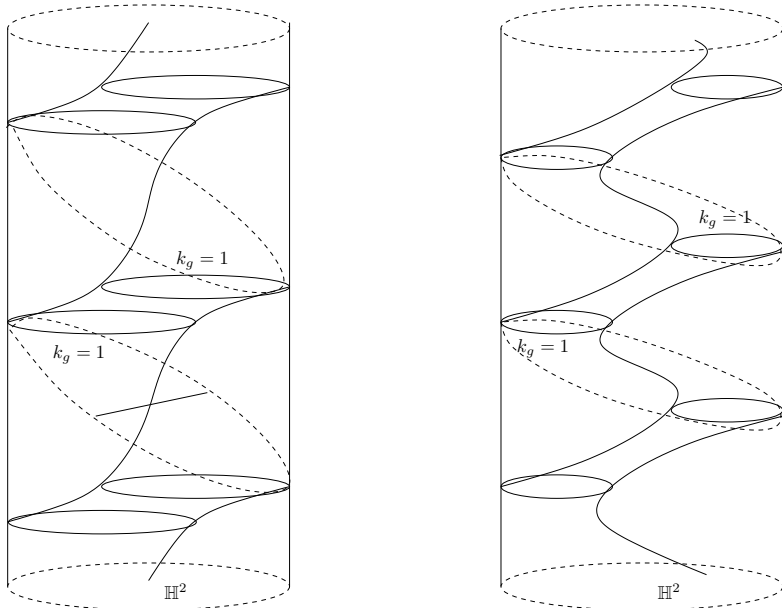 k_g = 1
k_g = 1
ℍ²
k_g = 1
k_g = 1
ℍ²